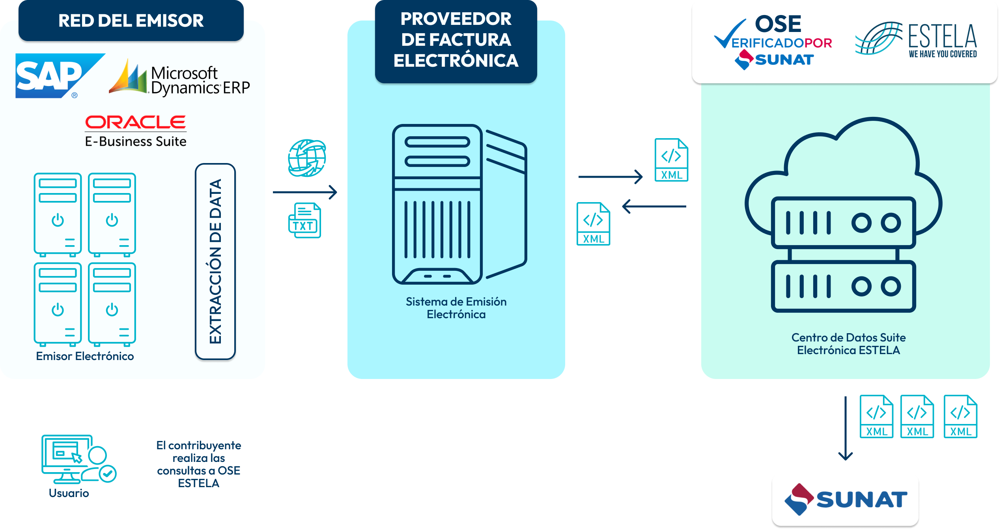 RED DEL EMISOR
SAP
®
Microsoft
Dynamics® ERP
ORACLE
E-Business Suite
EXTRACCIÓN DE DATA
Emisor Electrónico
TXT
PROVEEDOR
DE FACTURA
ELECTRÓNICA
Sistema de Emisión
Electrónica
</> XML
</> XML
OSE
VERIFICADO POR
SUNAT
ESTELA
WE HAVE YOU COVERED
Centro de Datos Suite
Electrónica ESTELA
</> XML
</> XML
</> XML
SUNAT
Usuario
El contribuyente
realiza las
consultas a OSE
ESTELA